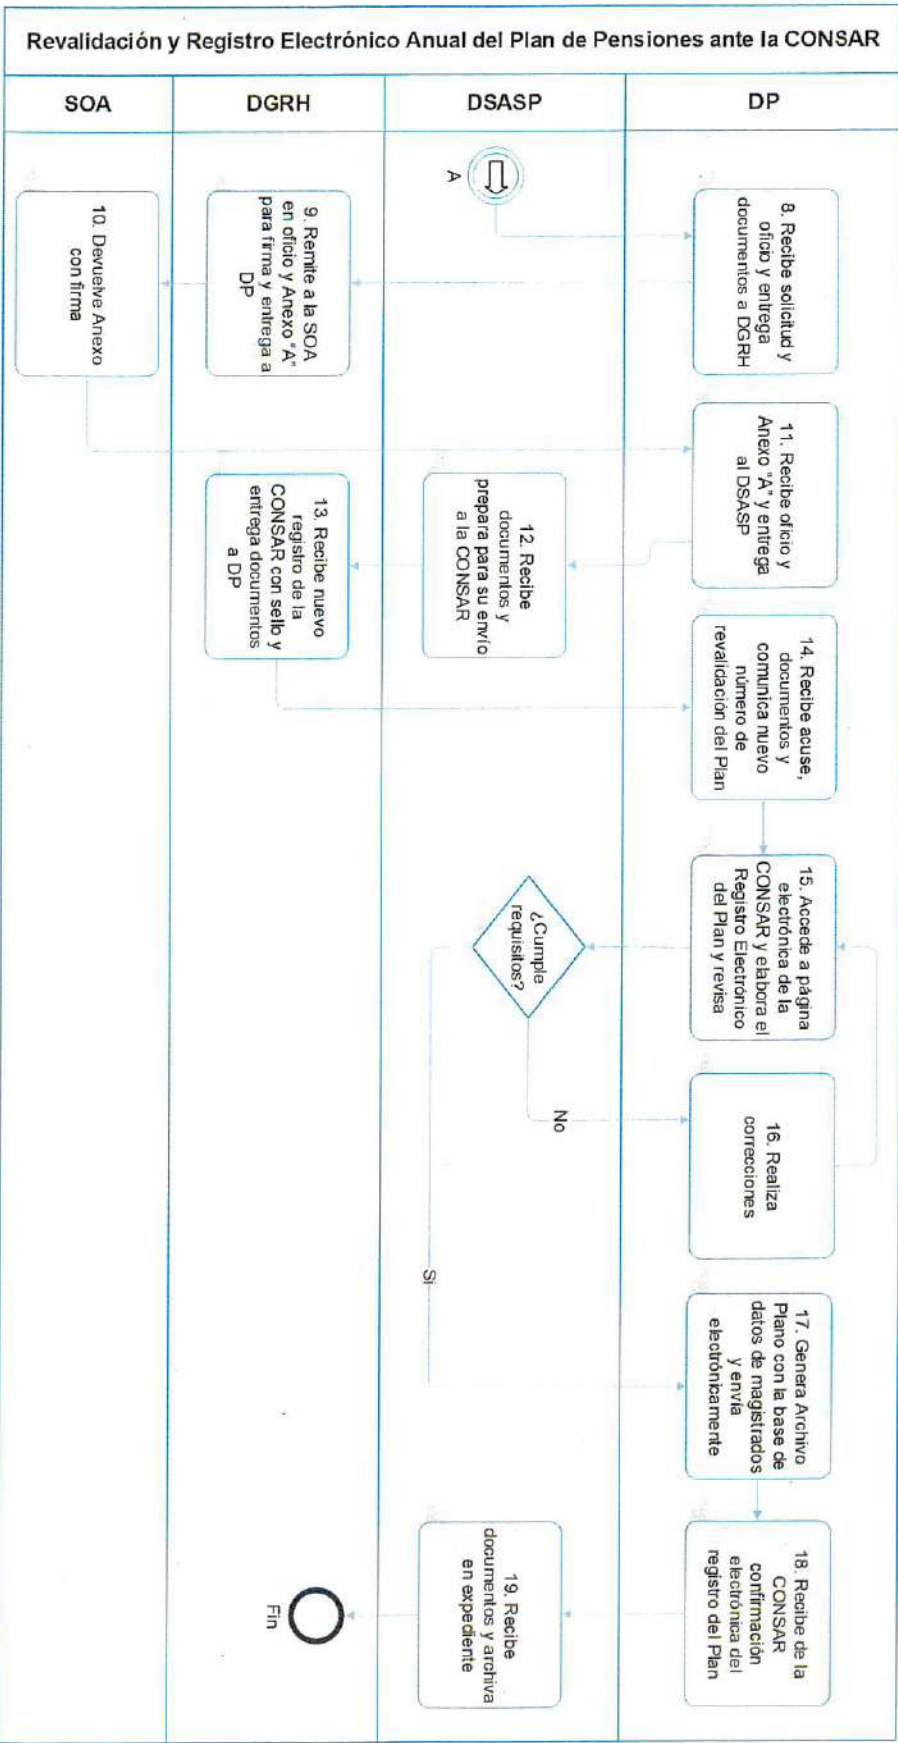 Revalidación y Registro Electrónico Anual del Plan de Pensiones ante la CONSAR
SOA
DGRH
DSASP
DP
A
8. Recibe solicitud y
oficio y entrega
documentos a DGRH
9. Remite a la SOA
en oficio y Anexo "A"
para firma y entrega a
DP
10. Devuelve Anexo
con firma
11. Recibe oficio y
Anexo "A" y entrega
al DSASP
12. Recibe
documentos y
prepara para su envío
a la CONSAR
13. Recibe nuevo
registro de la
CONSAR con sello y
entrega documentos
a DP
14. Recibe acuse,
documentos y
comunica nuevo
número de
revalidación del Plan
15. Accede a página
electrónica de la
CONSAR y elabora el
Registro Electrónico
del Plan y revisa
¿Cumple
requisitos?
No
16. Realiza
correcciones
Si
17. Genera Archivo
Plano con la base de
datos de magistrados
y envía
electrónicamente
18. Recibe de la
CONSAR
confirmación
electrónica del
registro del Plan
19. Recibe
documentos y archiva
en expediente
Fin